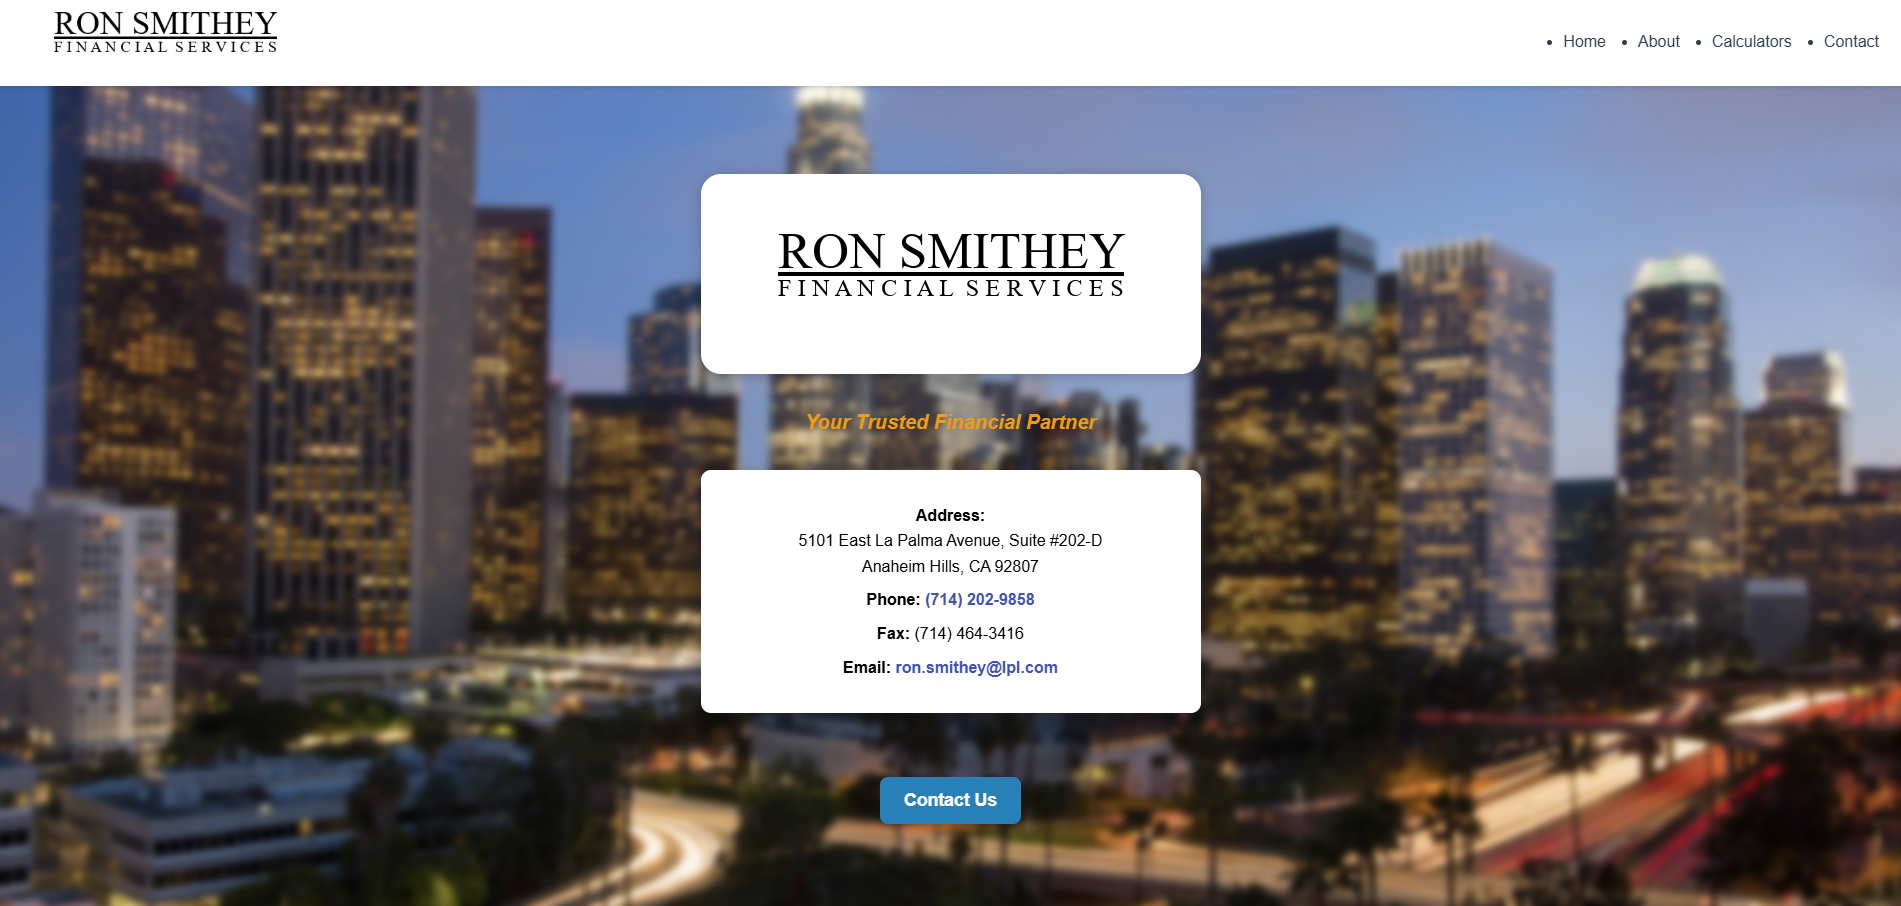 RON SMITHEY
FINANCIAL SERVICES
• Home • About • Calculators • Contact
RON SMITHEY
FINANCIAL SERVICES
Your Trusted Financial Partner
Address:
5101 East La Palma Avenue, Suite #202-D
Anaheim Hills, CA 92807
Phone: (714) 202-9858
Fax: (714) 464-3416
Email: ron.smithey@lpl.com
Contact Us